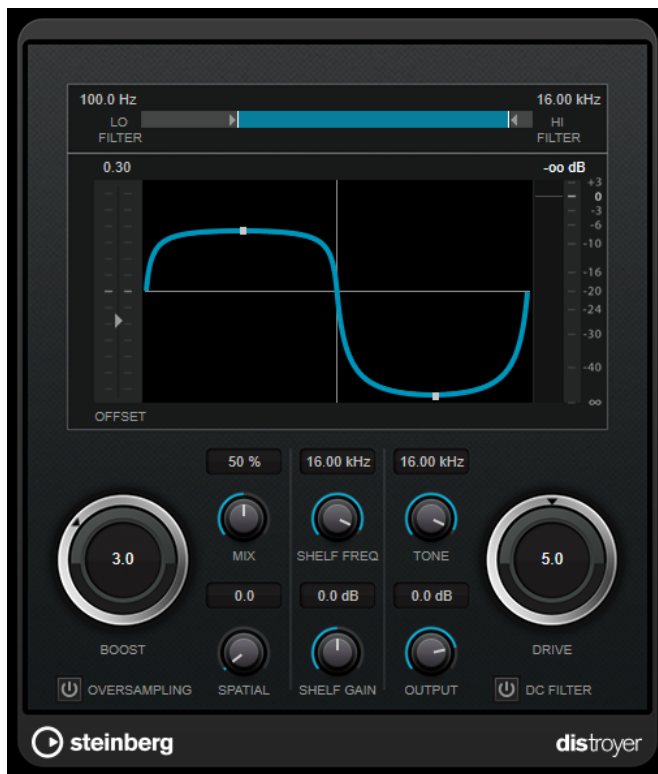 100.0 Hz
16.00 kHz
LO
FILTER
HI
FILTER
0.30
-oo dB
+3
0
-3
-6
-10
-16
-20
-24
-30
-40
∞
OFFSET
50 %
16.00 kHz
16.00 kHz
3.0
5.0
MIX
SHELF FREQ
TONE
0.0
0.0 dB
0.0 dB
BOOST
DRIVE
OVERSAMPLING
SPATIAL
SHELF GAIN
OUTPUT
DC FILTER
steinberg
distroyer